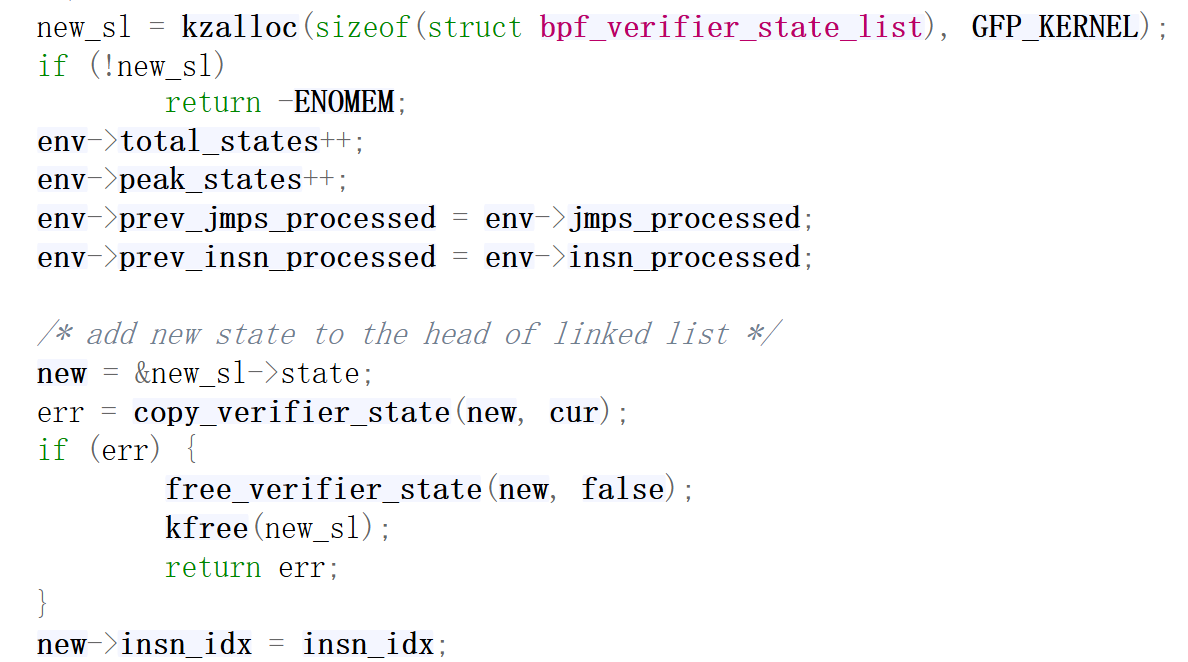 new_sl = kzalloc(sizeof(struct bpf_verifier_state_list), GFP_KERNEL);
if (!new_sl)
        return -ENOMEM;
env->total_states++;
env->peak_states++;
env->prev_jmps_processed = env->jmps_processed;
env->prev_insn_processed = env->insn_processed;

/* add new state to the head of linked list */
new = &new_sl->state;
err = copy_verifier_state(new, cur);
if (err) {
        free_verifier_state(new, false);
        kfree(new_sl);
        return err;
}
new->insn_idx = insn_idx;